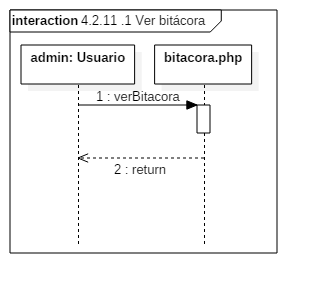 interaction 4.2.11 .1 Ver bitácora
admin: Usuario
bitacora.php
1 : verBitacora
2 : return